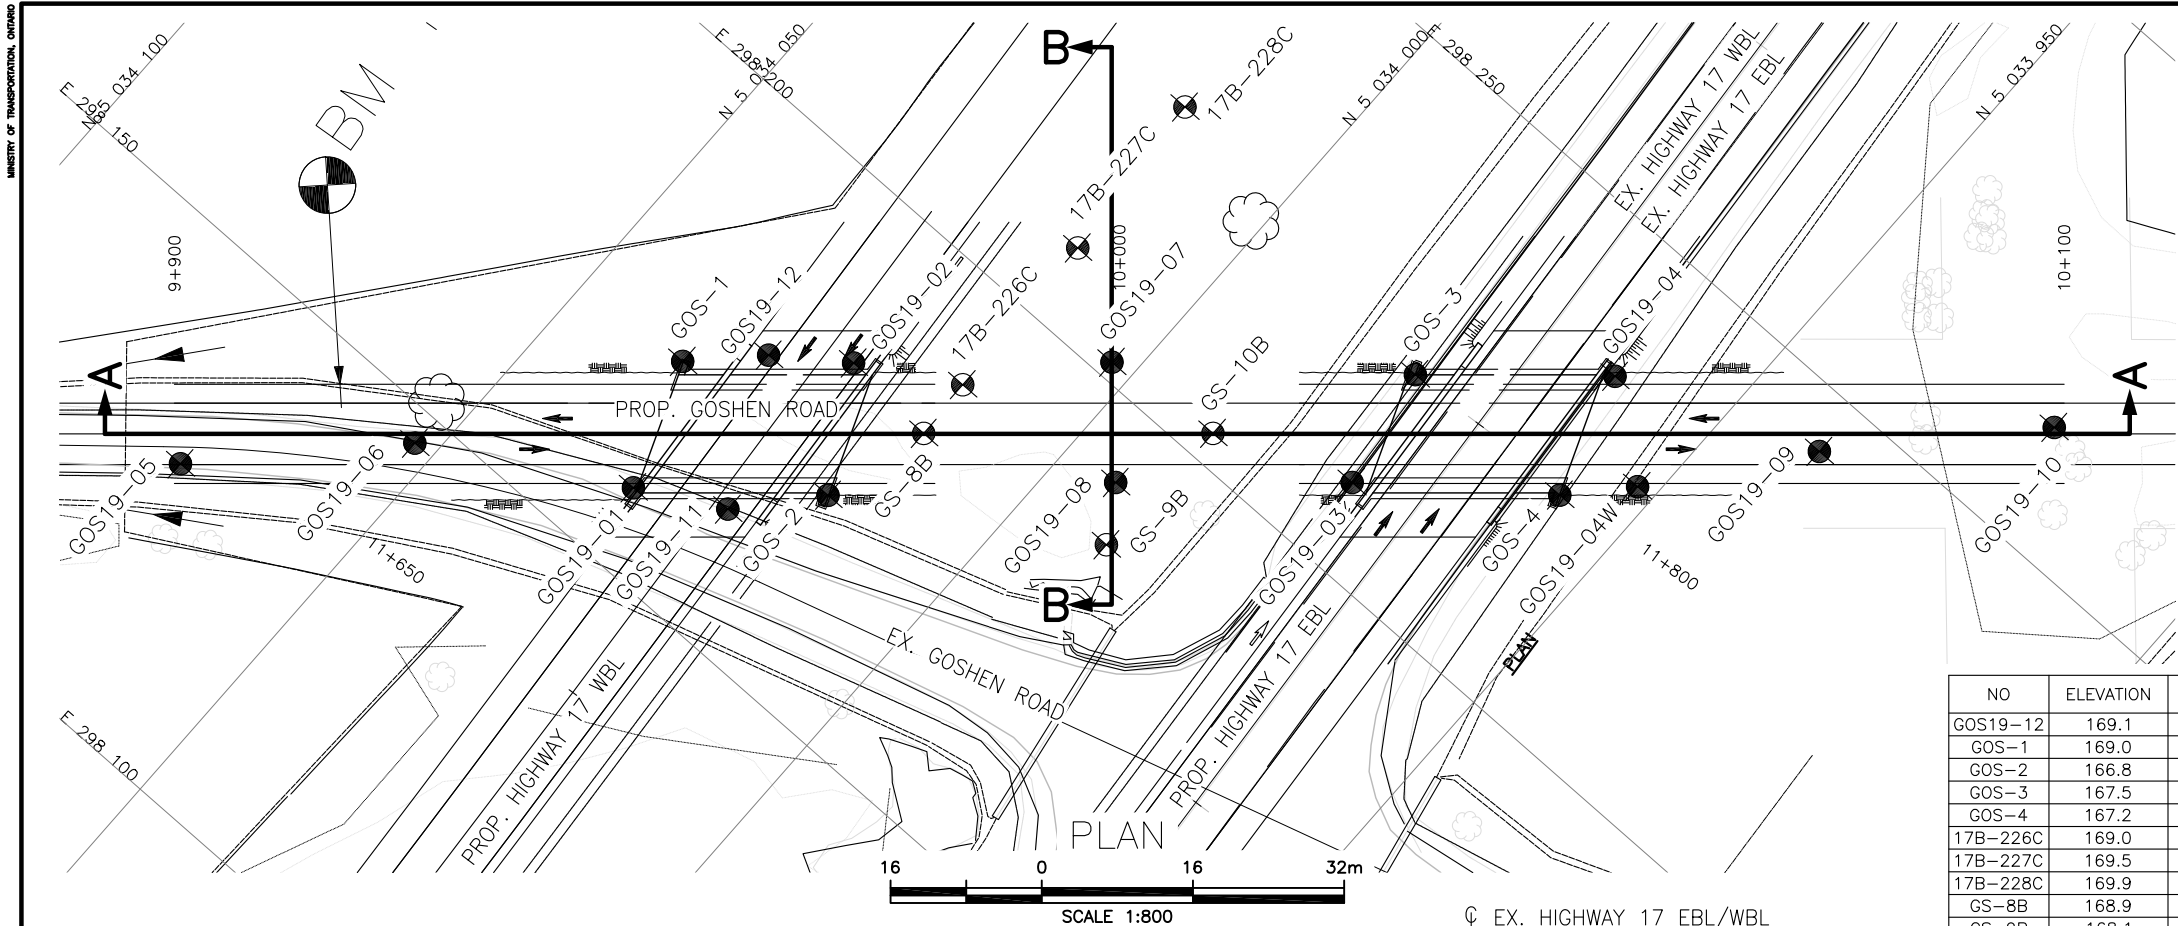 MINISTRY OF TRANSPORTATION, ONTARIO
N 5 034 100
150
BM
E 298 200
N 5 034 050
B
17B-228C
N 5 034 000
E 298 250
EX. HIGHWAY 17 WBL
EX. HIGHWAY 17 EBL
N 5 033 950
17B-227C
9+900
10+000
10+100
GOS-1
GOS19-12
GOS19-02
17B-226C
GOS19-07
GOS-3
GOS19-04
A
A
PROP. GOSHEN ROAD
GS-10B
GOS19-05
GOS19-06
11+650
GOS19-01
GOS19-11
GOS-2
GS-8B
GOS19-08
GS-9B
GOS19-03
GOS-4
GOS19-04W
11+800
GOS19-09
GOS19-10
B
EX. GOSHEN ROAD
PLAN
E 298 100
PROP. HIGHWAY 17 WBL
PROP. HIGHWAY 17 EBL
PLAN
16 0 16 32m
SCALE 1:800
℄ EX. HIGHWAY 17 EBL/WBL
NO ELEVATION
GOS19-12 169.1
GOS-1 169.0
GOS-2 166.8
GOS-3 167.5
GOS-4 167.2
17B-226C 169.0
17B-227C 169.5
17B-228C 169.9
GS-8B 168.9
GS-9B 168.1